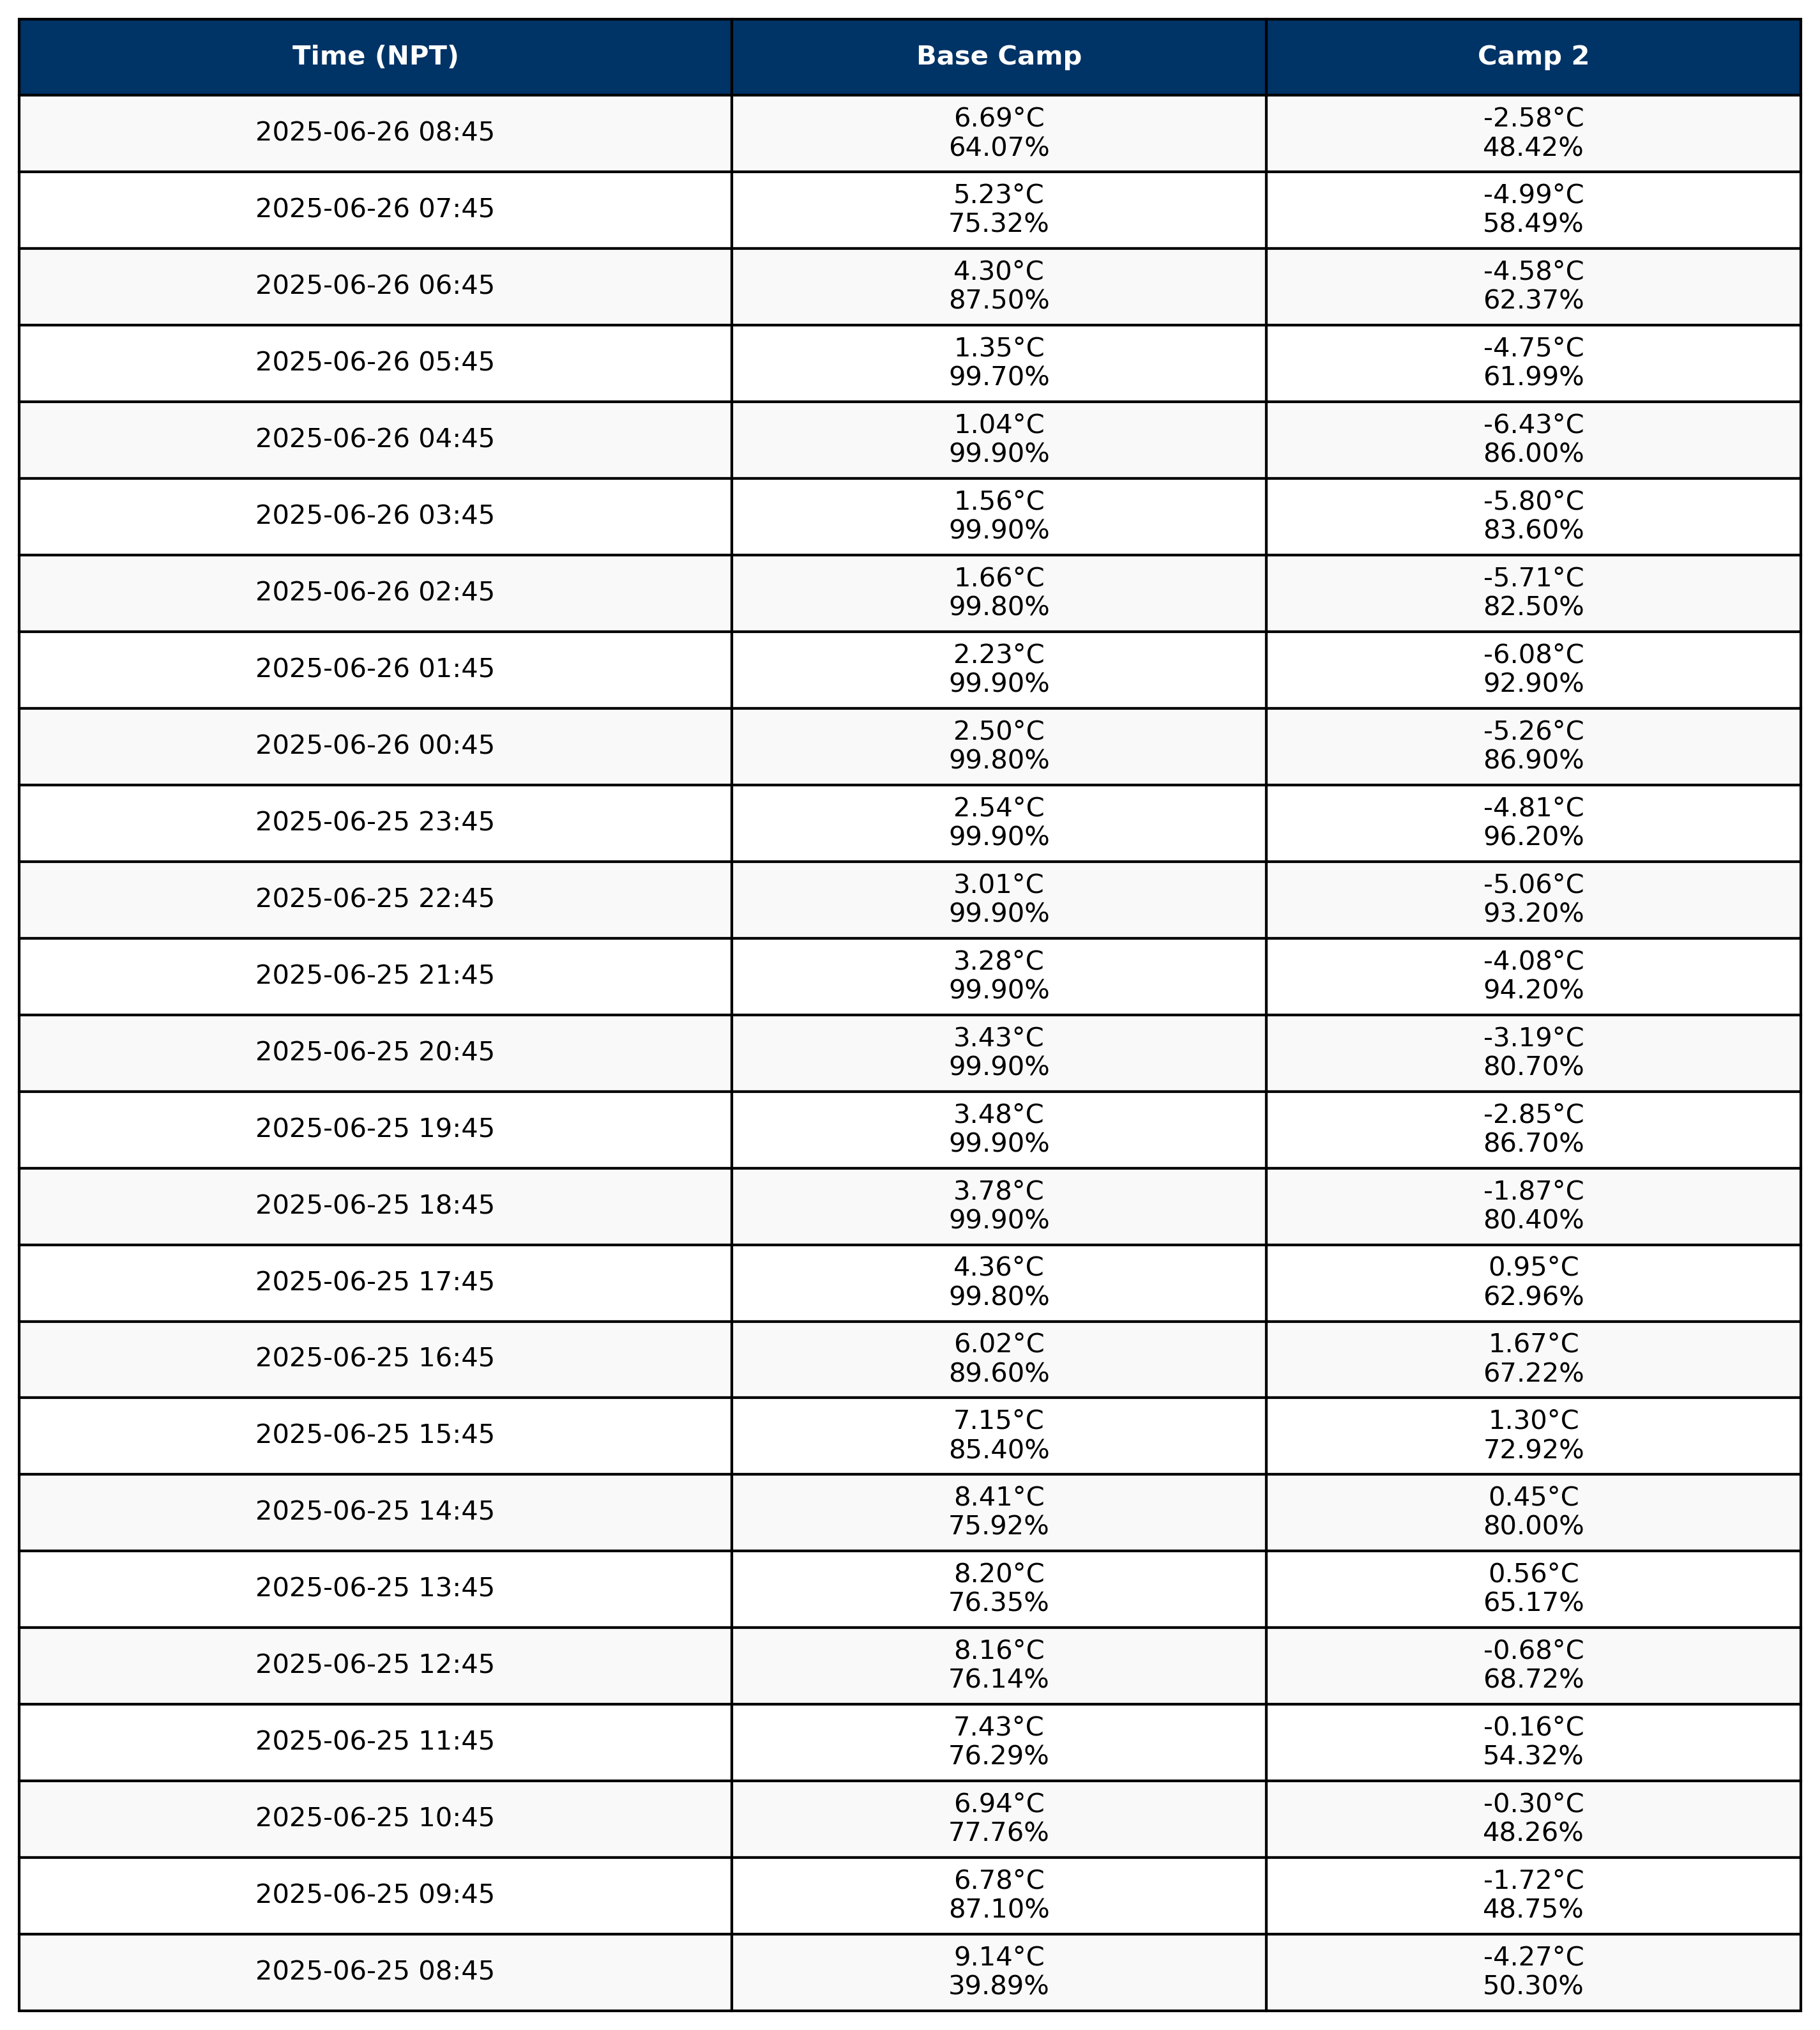 Time (NPT) Base Camp Camp 2
2025-06-26 08:45 6.69°C -2.58°C
64.07% 48.42%
2025-06-26 07:45 5.23°C -4.99°C
75.32% 58.49%
2025-06-26 06:45 4.30°C -4.58°C
87.50% 62.37%
2025-06-26 05:45 1.35°C -4.75°C
99.70% 61.99%
2025-06-26 04:45 1.04°C -6.43°C
99.90% 86.00%
2025-06-26 03:45 1.56°C -5.80°C
99.90% 83.60%
2025-06-26 02:45 1.66°C -5.71°C
99.80% 82.50%
2025-06-26 01:45 2.23°C -6.08°C
99.90% 92.90%
2025-06-26 00:45 2.50°C -5.26°C
99.80% 86.90%
2025-06-25 23:45 2.54°C -4.81°C
99.90% 96.20%
2025-06-25 22:45 3.01°C -5.06°C
99.90% 93.20%
2025-06-25 21:45 3.28°C -4.08°C
99.90% 94.20%
2025-06-25 20:45 3.43°C -3.19°C
99.90% 80.70%
2025-06-25 19:45 3.48°C -2.85°C
99.90% 86.70%
2025-06-25 18:45 3.78°C -1.87°C
99.90% 80.40%
2025-06-25 17:45 4.36°C 0.95°C
99.80% 62.96%
2025-06-25 16:45 6.02°C 1.67°C
89.60% 67.22%
2025-06-25 15:45 7.15°C 1.30°C
85.40% 72.92%
2025-06-25 14:45 8.41°C 0.45°C
75.92% 80.00%
2025-06-25 13:45 8.20°C 0.56°C
76.35% 65.17%
2025-06-25 12:45 8.16°C -0.68°C
76.14% 68.72%
2025-06-25 11:45 7.43°C -0.16°C
76.29% 54.32%
2025-06-25 10:45 6.94°C -0.30°C
77.76% 48.26%
2025-06-25 09:45 6.78°C -1.72°C
87.10% 48.75%
2025-06-25 08:45 9.14°C -4.27°C
39.89% 50.30%